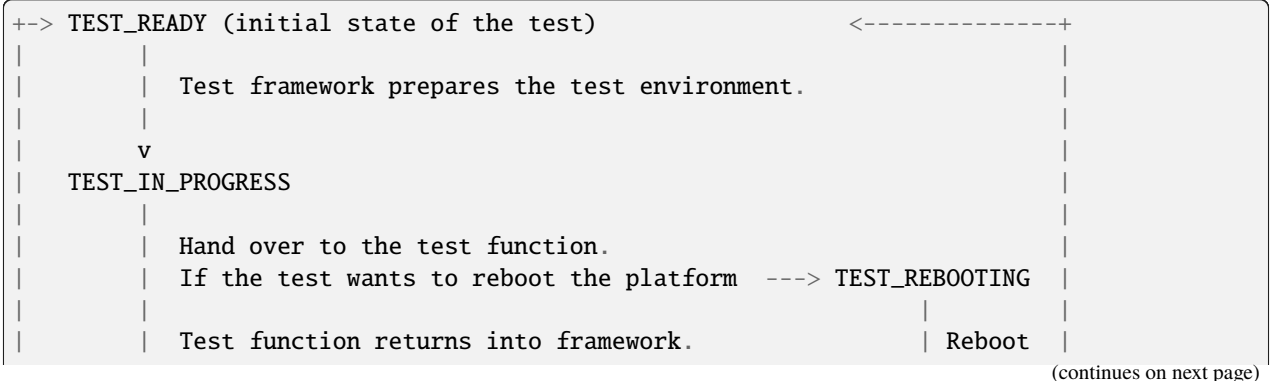 +-> TEST_READY (initial state of the test)                      <--------------+
|        |                                                                     |
|        |  Test framework prepares the test environment.                      |
|        |                                                                     |
|        v                                                                     |
|   TEST_IN_PROGRESS                                                           |
|        |                                                                     |
|        |  Hand over to the test function.                                    |
|        |  If the test wants to reboot the platform  ---> TEST_REBOOTING      |
|        |                                                       |             |
|        |  Test function returns into framework.                | Reboot      |
(continues on next page)